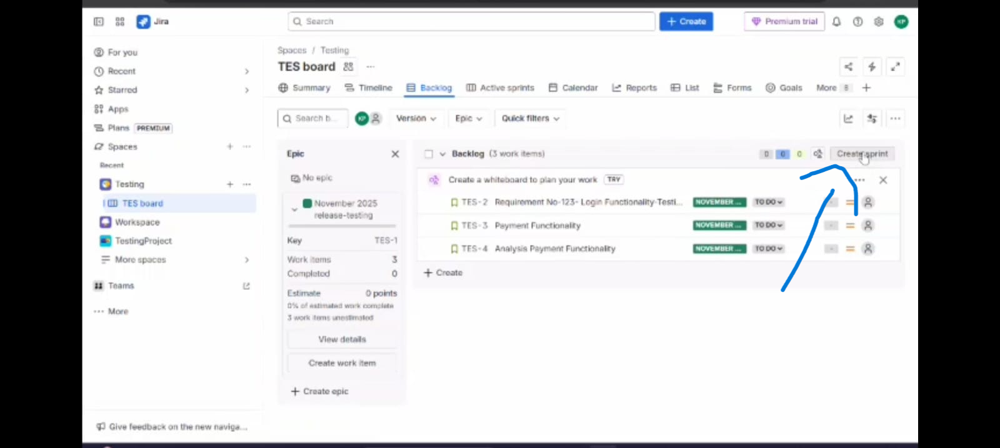 Jira
Search
+ Create
Premium trial
KP
For you
Recent
Starred
Apps
Plans PREMIUM
Spaces
Recent
Testing
TES board
Workspace
TestingProject
More spaces
Teams
More
Give feedback on the new naviga...
Spaces / Testing
TES board
Summary Timeline Backlog Active sprints Calendar Reports List Forms Goals More 8 +
Search b... KP Version Epic Quick filters
Epic
No epic
November 2025
release-testing
Key TES-1
Work items 3
Completed 0
Estimate 0 points
0% of estimated work complete
3 work items unestimated
View details
Create work item
+ Create epic
Backlog (3 work items) 0 0 0 Create sprint
Create a whiteboard to plan your work TRY
TES-2 Requirement No-123- Login Functionality-Testi... NOVEMBER ... TO DO -
TES-3 Payment Functionality NOVEMBER ... TO DO -
TES-4 Analysis Payment Functionality NOVEMBER ... TO DO -
+ Create